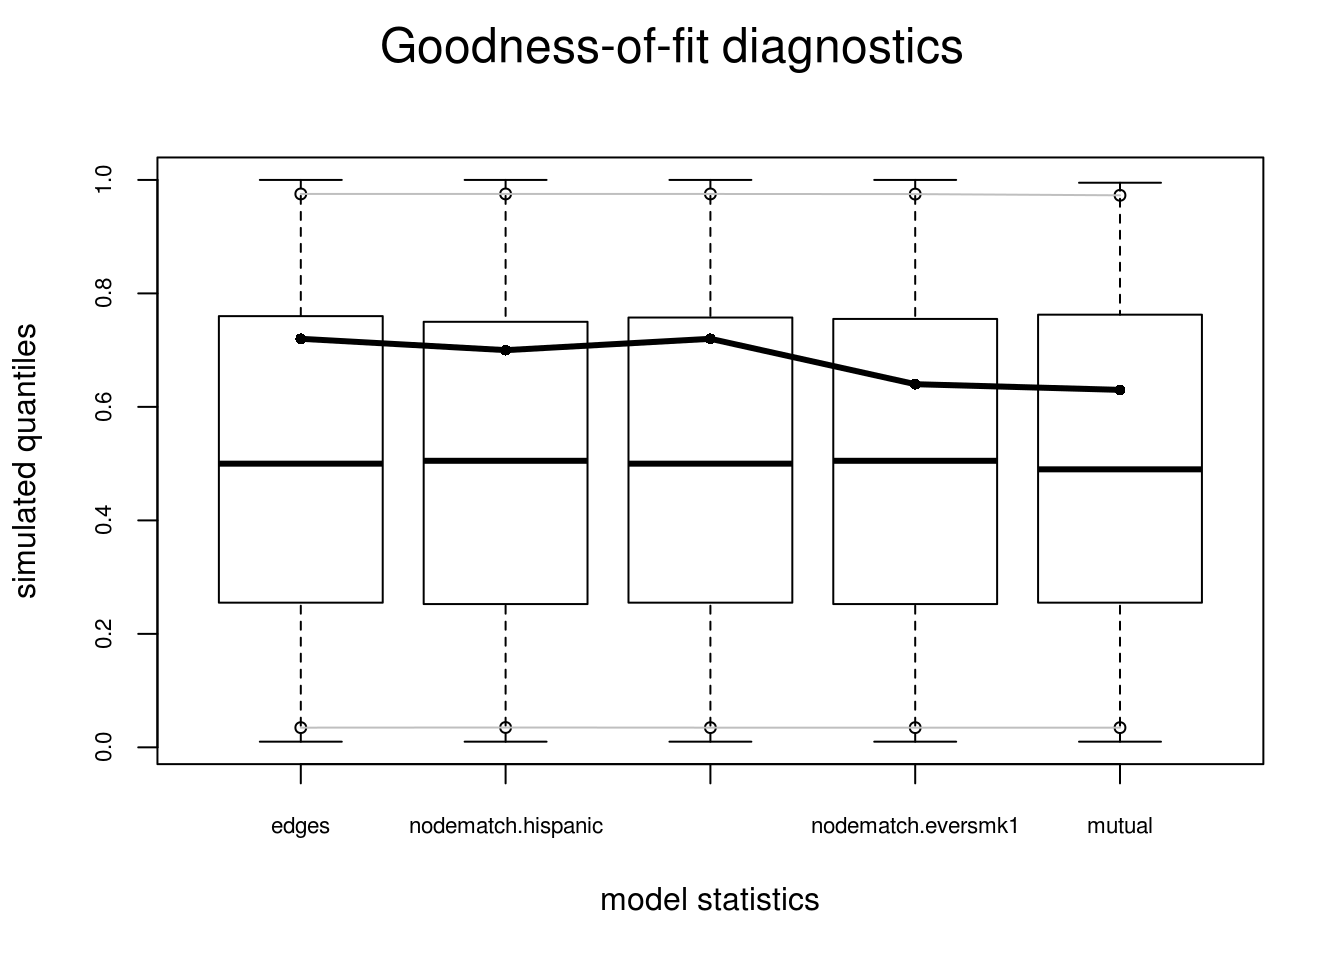 Goodness-of-fit diagnostics
simulated quantiles
1.0
0.8
0.6
0.4
0.2
0.0
edges nodematch.hispanic nodematch.eversmk1 mutual
model statistics